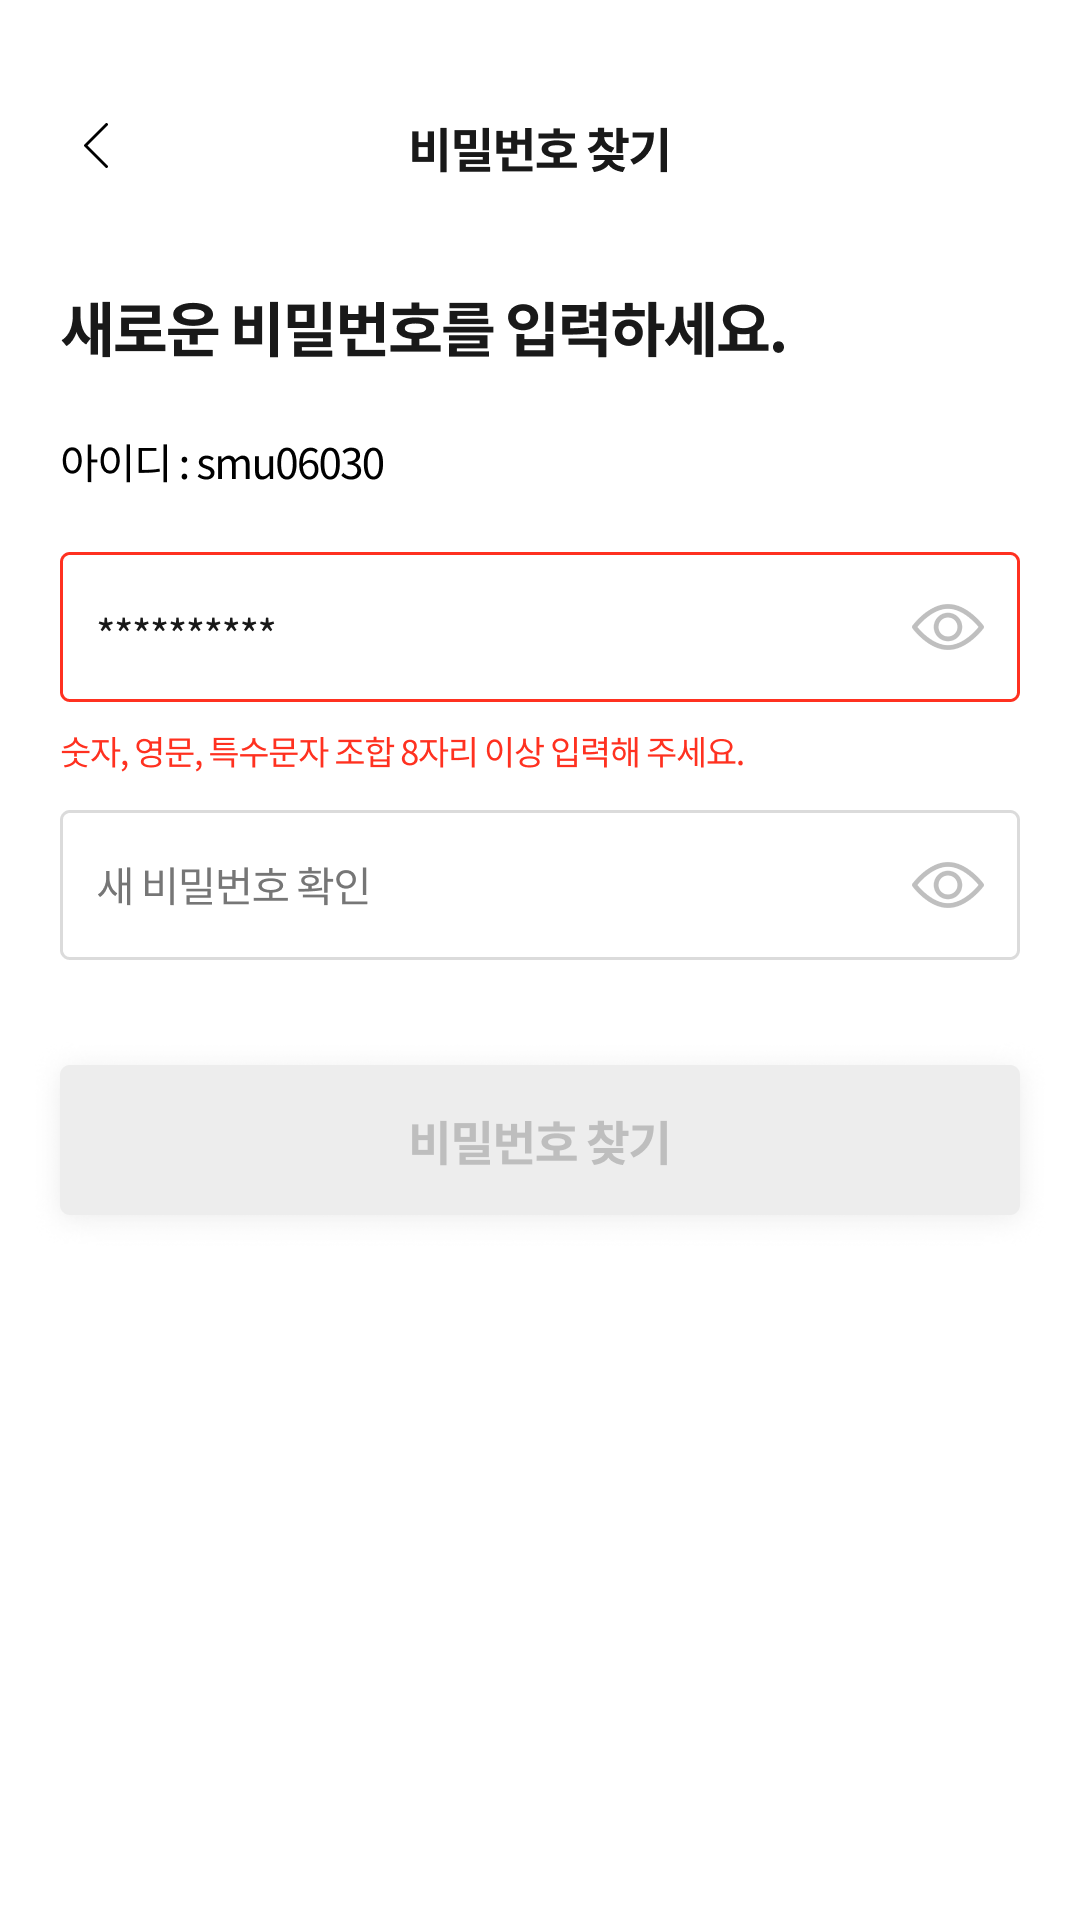 비밀번호 찾기
새로운 비밀번호를 입력하세요.
아이디 : smu06030
**********
숫자, 영문, 특수문자 조합 8자리 이상 입력해 주세요.
새 비밀번호 확인
비밀번호 찾기